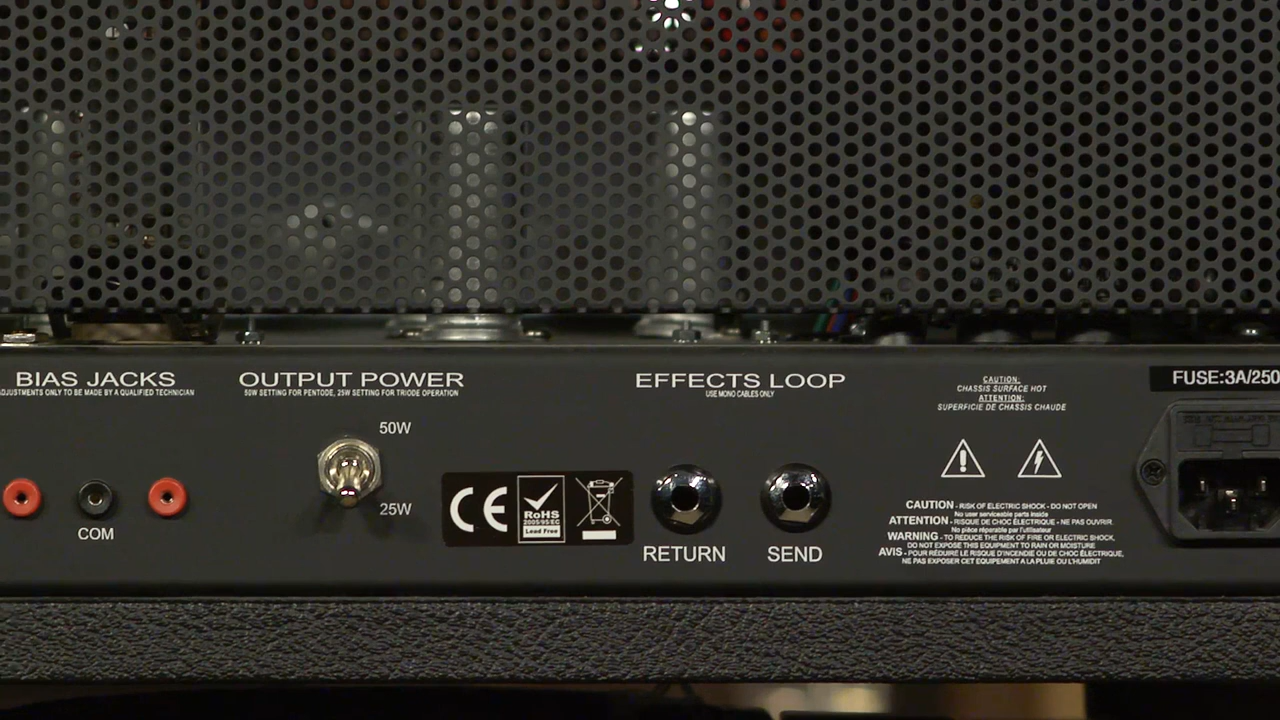 BIAS JACKS
ADJUSTMENTS ONLY TO BE MADE BY A QUALIFIED TECHNICIAN
COM
OUTPUT POWER
50W SETTING FOR PENTODE, 25W SETTING FOR TRIODE OPERATION
50W
25W
CE
RoHS
2005/95/EC
Lead Free
EFFECTS LOOP
USE MONO CABLES ONLY
RETURN
SEND
CAUTION:
CHASSIS SURFACE HOT
ATTENTION:
SUPERFICIE DE CHASSIS CHAUDE
CAUTION - RISK OF ELECTRIC SHOCK - DO NOT OPEN
No user serviceable parts inside
ATTENTION - RISQUE DE CHOC ÉLECTRIQUE - NE PAS OUVRIR
No pièce réparable par l'utilisateur
WARNING - TO REDUCE THE RISK OF FIRE OR ELECTRIC SHOCK,
DO NOT EXPOSE THIS EQUIPMENT TO RAIN OR MOISTURE
AVIS - POUR RÉDUIRE LE RISQUE D'INCENDIE OU DE CHOC ÉLECTRIQUE,
NE PAS EXPOSER CET EQUIPEMENT A LA PLUIE OU L'HUMIDIT
FUSE:3A/250